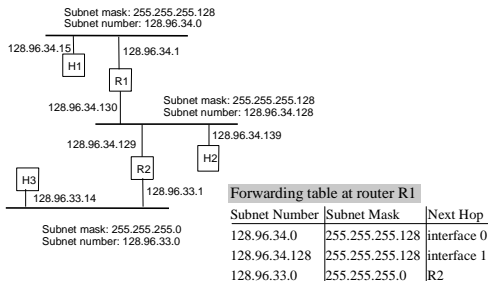 Subnet mask: 255.255.255.128
Subnet number: 128.96.34.0
128.96.34.15
128.96.34.1
H1
R1
128.96.34.130
Subnet mask: 255.255.255.128
Subnet number: 128.96.34.128
128.96.34.129
128.96.34.139
R2
H2
H3
128.96.33.14
128.96.33.1
Subnet mask: 255.255.255.0
Subnet number: 128.96.33.0
Forwarding table at router R1
Subnet Number Subnet Mask Next Hop
128.96.34.0 255.255.255.128 interface 0
128.96.34.128 255.255.255.128 interface 1
128.96.33.0 255.255.255.0 R2